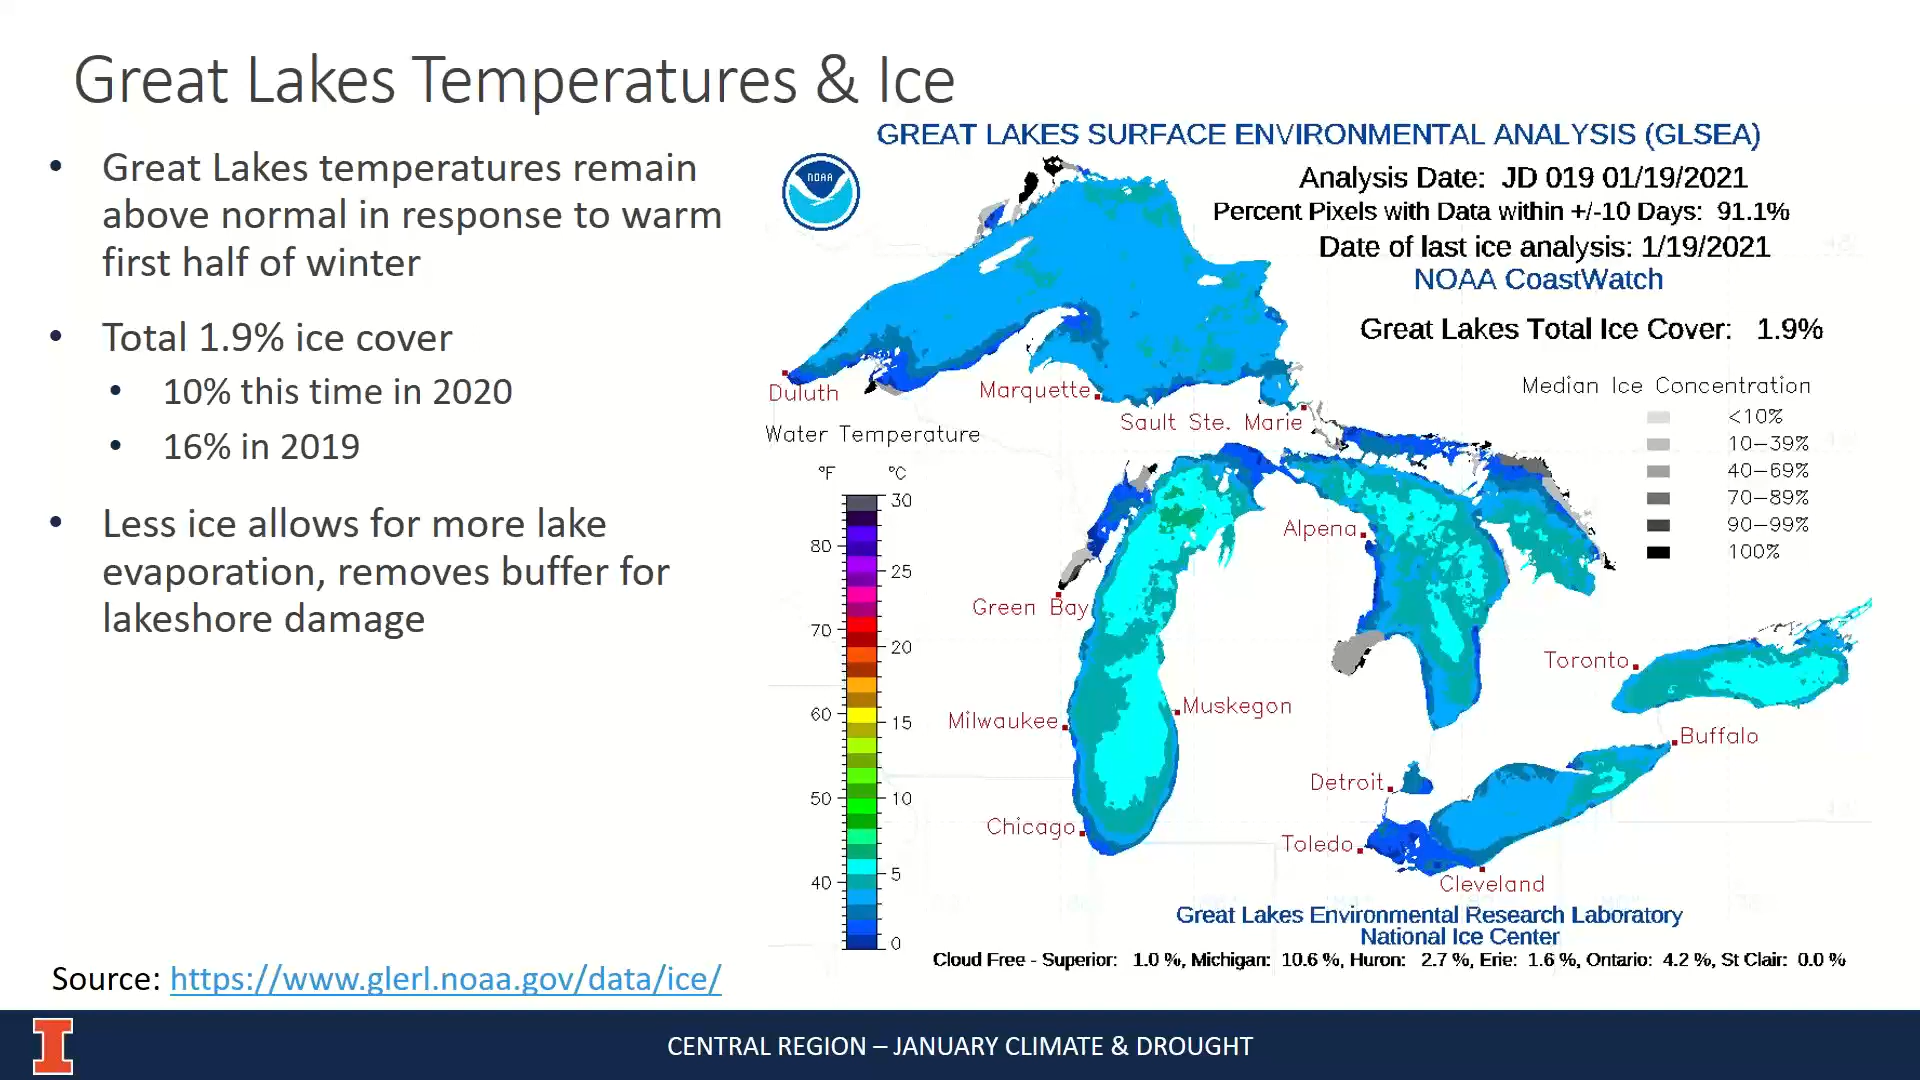 Great Lakes Temperatures & Ice
• Great Lakes temperatures remain
above normal in response to warm
first half of winter
• Total 1.9% ice cover
• 10% this time in 2020
• 16% in 2019
• Less ice allows for more lake
evaporation, removes buffer for
lakeshore damage
Source: https://www.glerl.noaa.gov/data/ice/
GREAT LAKES SURFACE ENVIRONMENTAL ANALYSIS (GLSEA)
NOAA
Analysis Date: JD 019 01/19/2021
Percent Pixels with Data within +/-10 Days: 91.1%
Date of last ice analysis: 1/19/2021
NOAA CoastWatch
Great Lakes Total Ice Cover: 1.9%
Median Ice Concentration
<10%
10-39%
40-69%
70-89%
90-99%
100%
Duluth
Marquette
Sault Ste. Marie
Water Temperature
°F °C
30
80
25
70
20
60
15
50
10
40
5
0
Alpena
Green Bay
Toronto
Milwaukee
Muskegon
Buffalo
Detroit
Chicago
Toledo
Cleveland
Great Lakes Environmental Research Laboratory
National Ice Center
Cloud Free - Superior: 1.0 %, Michigan: 10.6 %, Huron: 2.7 %, Erie: 1.6 %, Ontario: 4.2 %, St Clair: 0.0 %
I
CENTRAL REGION – JANUARY CLIMATE & DROUGHT